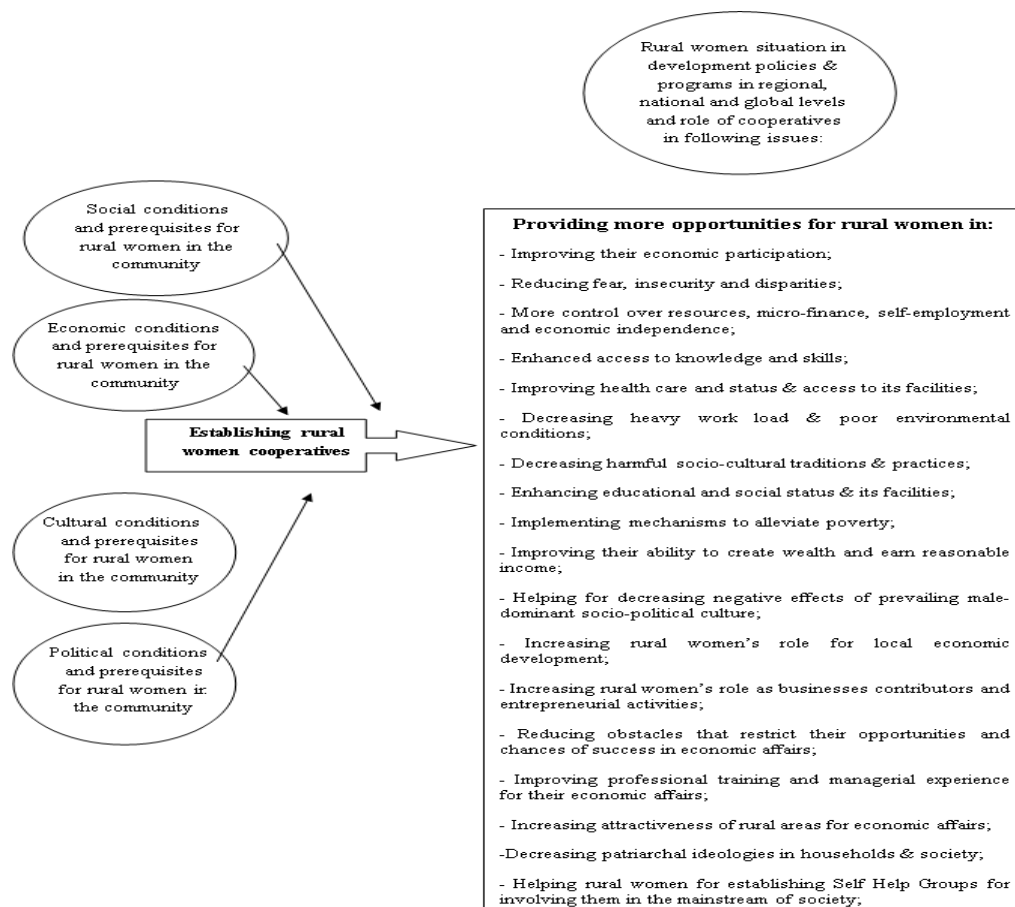 Rural women situation in
development policies &
programs in regional,
national and global levels
and role of cooperatives
in following issues:
Social conditions
and prerequisites for
rural women in the
community
Economic conditions
and prerequisites for
rural women in the
community
Establishing rural
women cooperatives
Cultural conditions
and prerequisites
for rural women
in the community
Political conditions
and prerequisites
for rural women in
the community
Providing more opportunities for rural women in:
- Improving their economic participation;
- Reducing fear, insecurity and disparities;
- More control over resources, micro-finance, self-employment
and economic independence;
- Enhanced access to knowledge and skills;
- Improving health care and status & access to its facilities;
- Decreasing heavy work load & poor environmental
conditions;
- Decreasing harmful socio-cultural traditions & practices;
- Enhancing educational and social status & its facilities;
- Implementing mechanisms to alleviate poverty;
- Improving their ability to create wealth and earn reasonable
income;
- Helping for decreasing negative effects of prevailing male-
dominant socio-political culture;
- Increasing rural women's role for local economic
development;
- Increasing rural women's role as businesses contributors and
entrepreneurial activities;
- Reducing obstacles that restrict their opportunities and
chances of success in economic affairs;
- Improving professional training and managerial experience
for their economic affairs;
- Increasing attractiveness of rural areas for economic affairs;
-Decreasing patriarchal ideologies in households & society;
- Helping rural women for establishing Self Help Groups for
involving them in the mainstream of society;